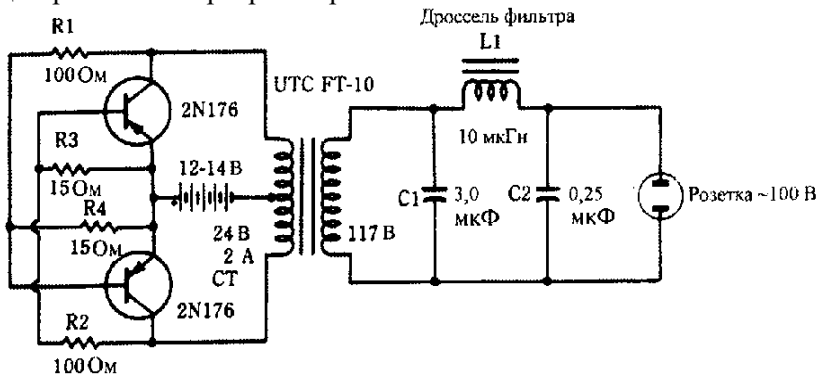 Дроссель фильтра
L1
R1
100 Ом
2N176
UTC FT-10
10 мкГн
R3
15 Ом
12-14 В
R4
15 Ом
24 В
2 А
СТ
117 В
C1
3,0
мкФ
C2
0,25
мкФ
Розетка ~100 В
2N176
R2
100 Ом